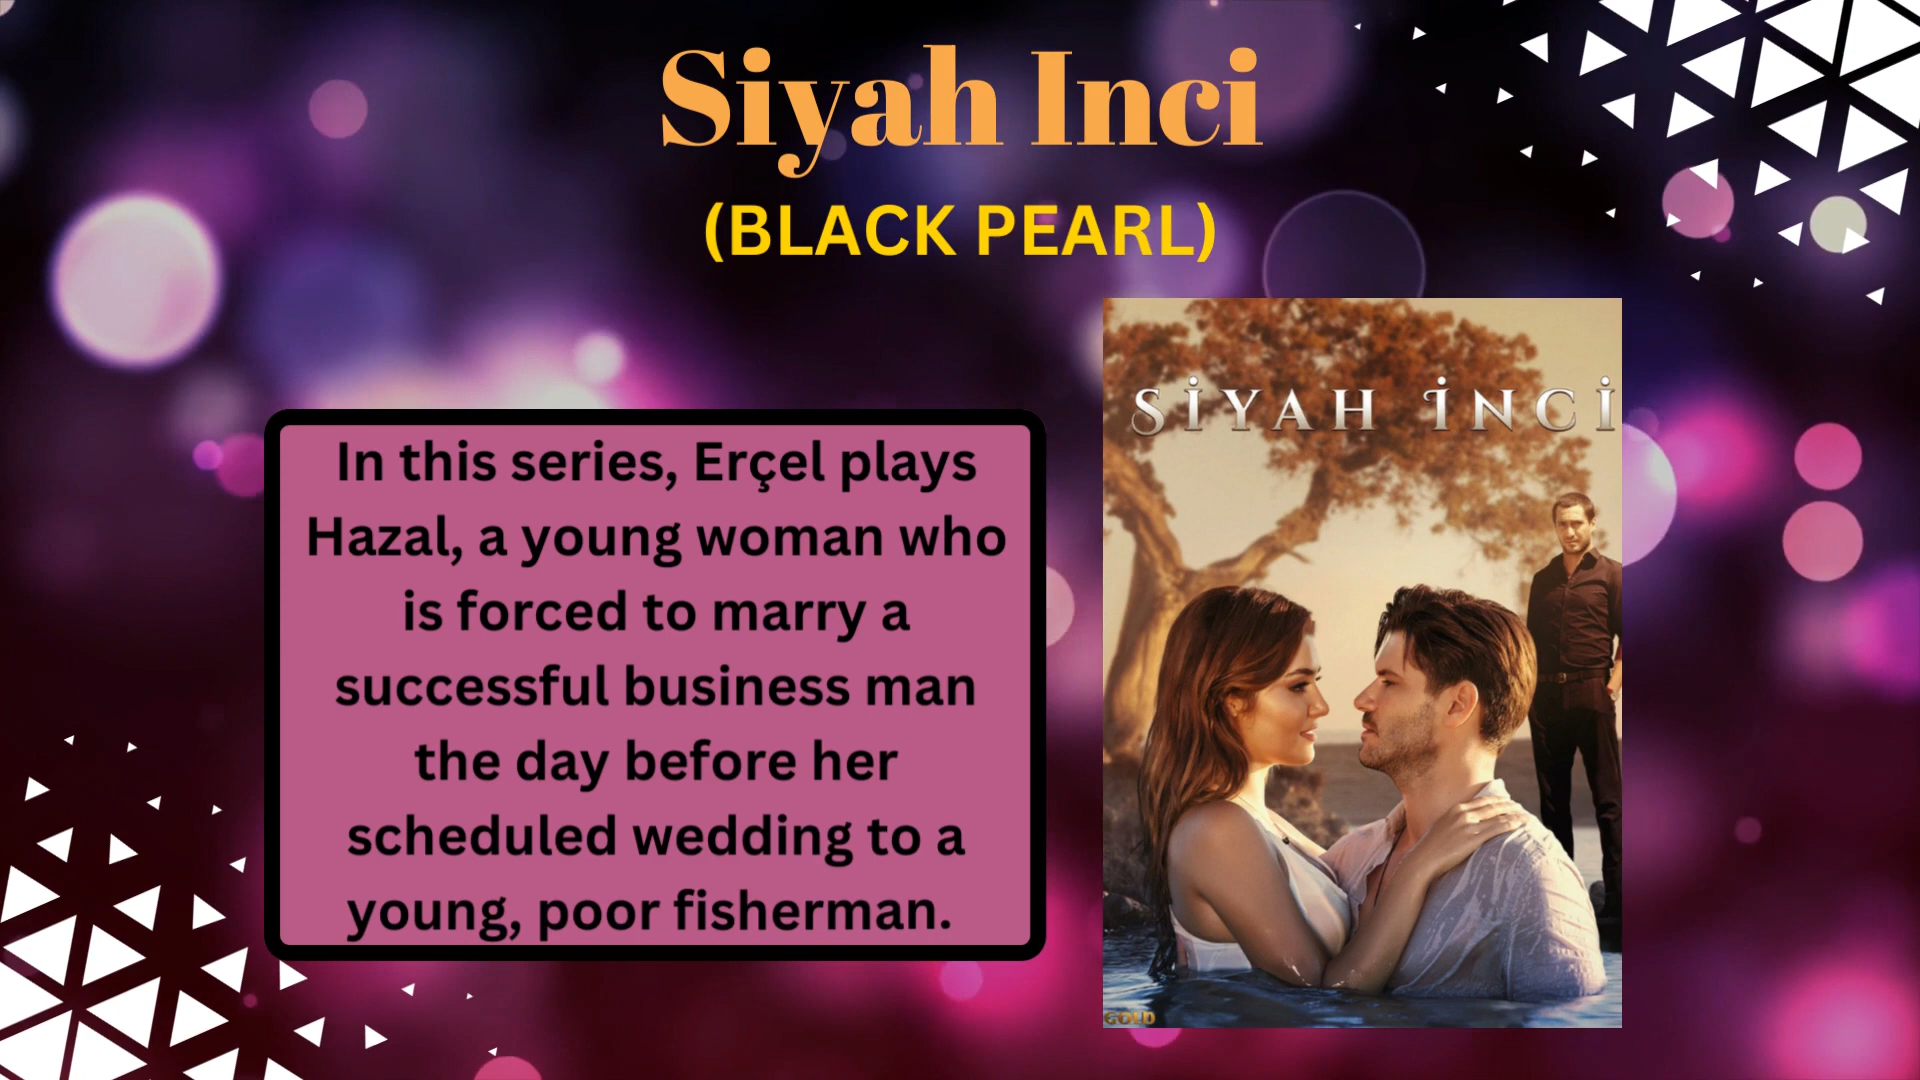 Siyah Inci
(BLACK PEARL)
In this series, Erçel plays
Hazal, a young woman who
is forced to marry a
successful business man
the day before her
scheduled wedding to a
young, poor fisherman.
SİYAH İNCİ
GOLD